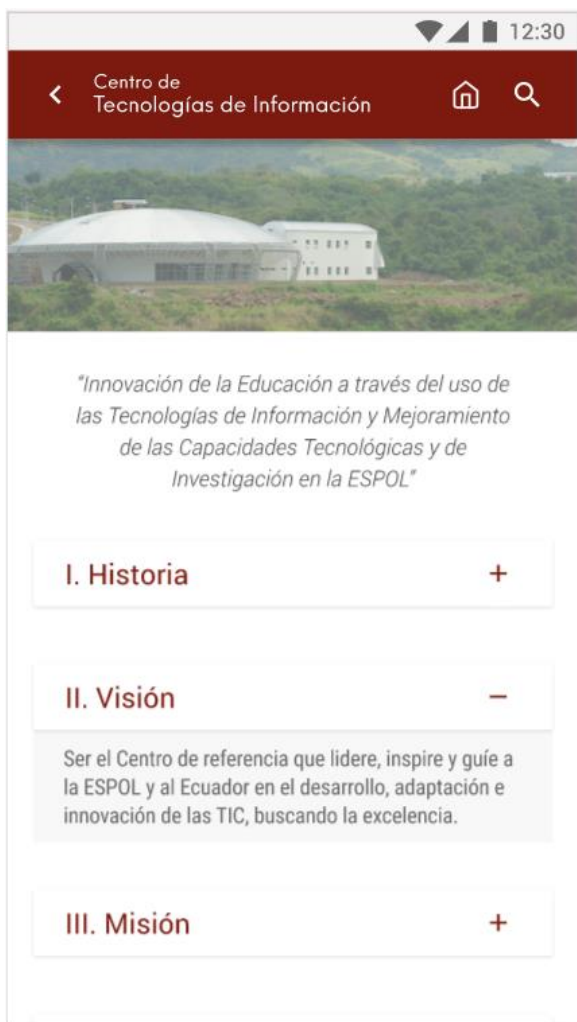 12:30
Centro de
Tecnologías de Información
“Innovación de la Educación a través del uso de
las Tecnologías de Información y Mejoramiento
de las Capacidades Tecnológicas y de
Investigación en la ESPOL”
I. Historia +
II. Visión −
Ser el Centro de referencia que lidere, inspire y guíe a
la ESPOL y al Ecuador en el desarrollo, adaptación e
innovación de las TIC, buscando la excelencia.
III. Misión +